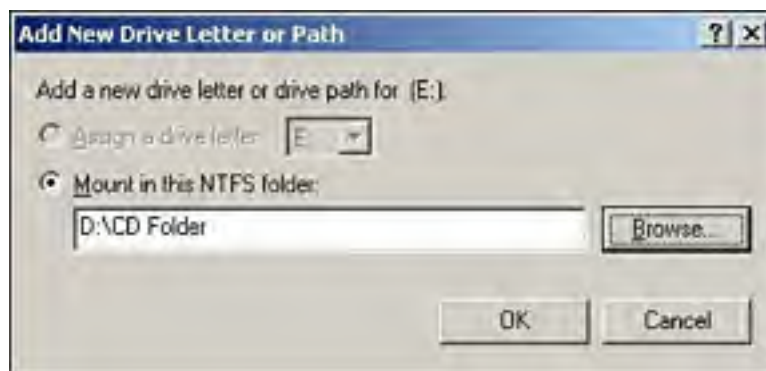 Add New Drive Letter or Path
Add a new drive letter or drive path for (E:).
Assign a drive letter: E:
Mount in this NTFS folder:
D:\CD Folder
Browse...
OK Cancel